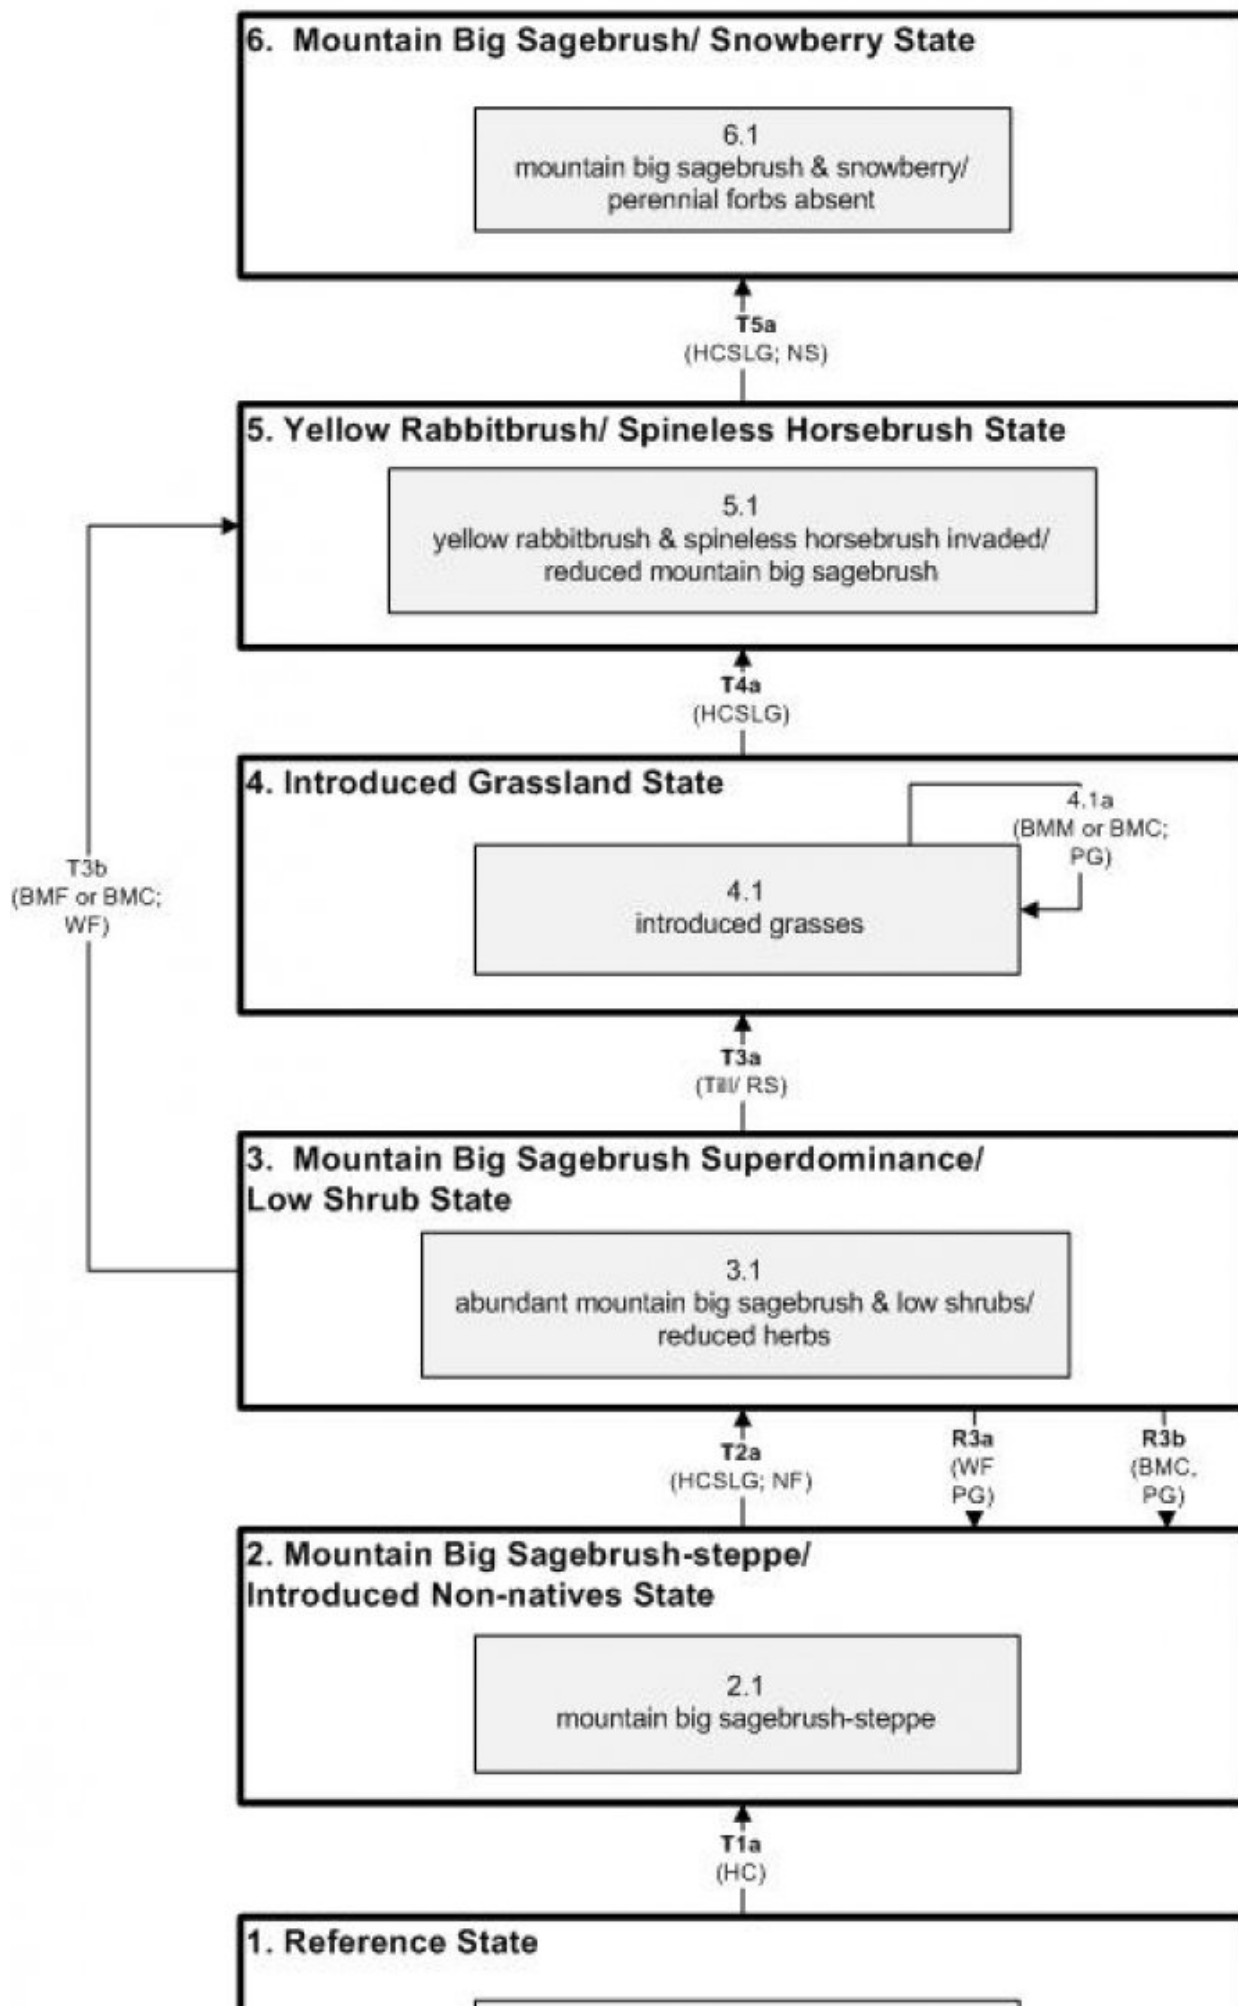 6.  Mountain Big Sagebrush/ Snowberry State
6.1
mountain big sagebrush & snowberry/
perennial forbs absent
T5a
(HCSLG; NS)
5. Yellow Rabbitbrush/ Spineless Horsebrush State
5.1
yellow rabbitbrush & spineless horsebrush invaded/
reduced mountain big sagebrush
T4a
(HCSLG)
4. Introduced Grassland State
4.1a
(BMM or BMC;
PG)
4.1
introduced grasses
T3b
(BMF or BMC;
WF)
T3a
(Till/ RS)
3.  Mountain Big Sagebrush Superdominance/
Low Shrub State
3.1
abundant mountain big sagebrush & low shrubs/
reduced herbs
T2a
(HCSLG; NF)
R3a
(WF
PG)
R3b
(BMC,
PG)
2. Mountain Big Sagebrush-steppe/
Introduced Non-natives State
2.1
mountain big sagebrush-steppe
T1a
(HC)
1. Reference State